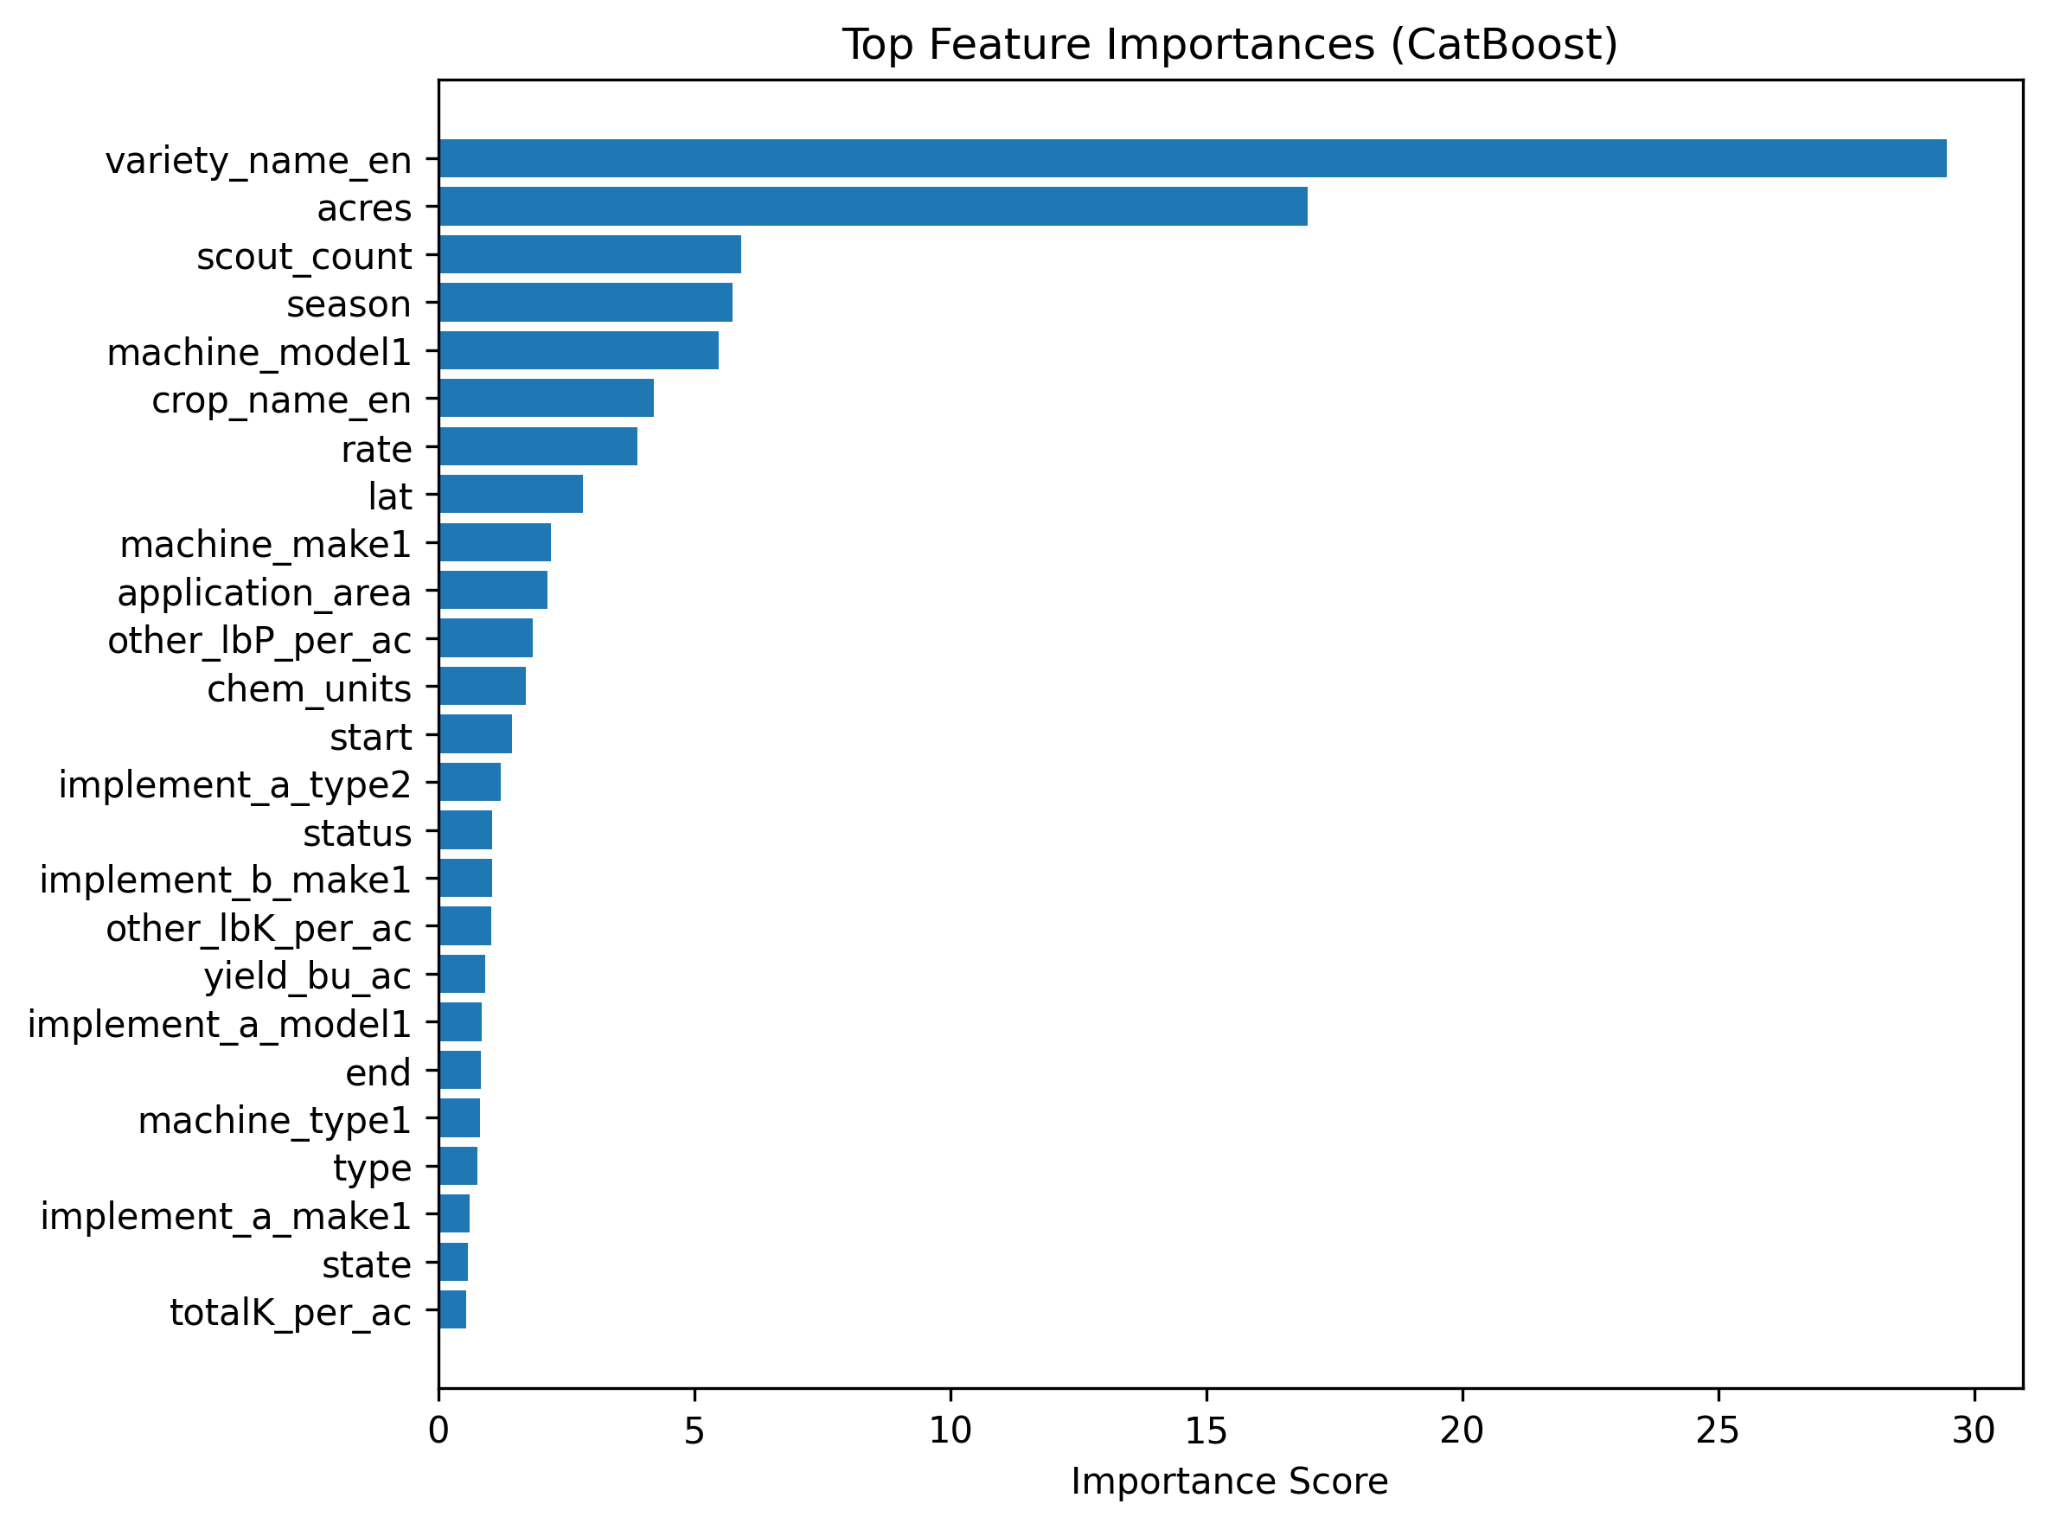 Top Feature Importances (CatBoost)
variety_name_en
acres
scout_count
season
machine_model1
crop_name_en
rate
lat
machine_make1
application_area
other_lbP_per_ac
chem_units
start
implement_a_type2
status
implement_b_make1
other_lbK_per_ac
yield_bu_ac
implement_a_model1
end
machine_type1
type
implement_a_make1
state
totalK_per_ac
0 5 10 15 20 25 30
Importance Score